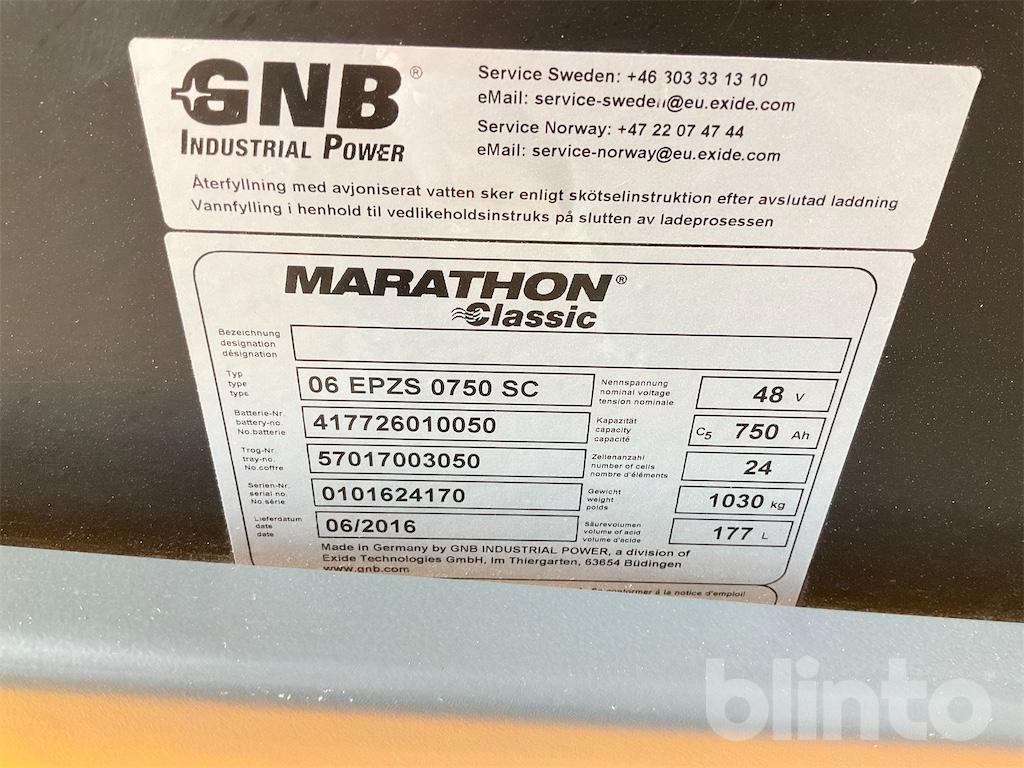 GNB®
INDUSTRIAL POWER
Service Sweden: +46 303 33 13 10
eMail: service-sweden@eu.exide.com
Service Norway: +47 22 07 47 44
eMail: service-norway@eu.exide.com
Återfyllning med avjoniserat vatten sker enligt skötselinstruktion efter avslutad laddning
Vannfylling i henhold til vedlikeholdsinstruks på slutten av ladeprosessen
MARATHON®
Classic
Bezeichnung
designation
désignation
Typ
type
type
06 EPZS 0750 SC
Nennspannung
nominal voltage
tension nominale
48 V
Batterie-Nr.
battery-no.
No.batterie
417726010050
Kapazität
capacity
capacité
C5 750 Ah
Trog-Nr.
tray-no.
No.coffre
57017003050
Zellenanzahl
number of cells
nombre d'éléments
24
Serien-Nr.
serial no.
No.série
0101624170
Gewicht
weight
poids
1030 kg
Lieferdatum
date
date
06/2016
Säurevolumen
volume of acid
volume d'acide
177 L
Made in Germany by GNB INDUSTRIAL POWER, a division of
Exide Technologies GmbH, Im Thiergarten, 63654 Büdingen
www.gnb.com
Se conformer à la notice d'emploi!
blinto